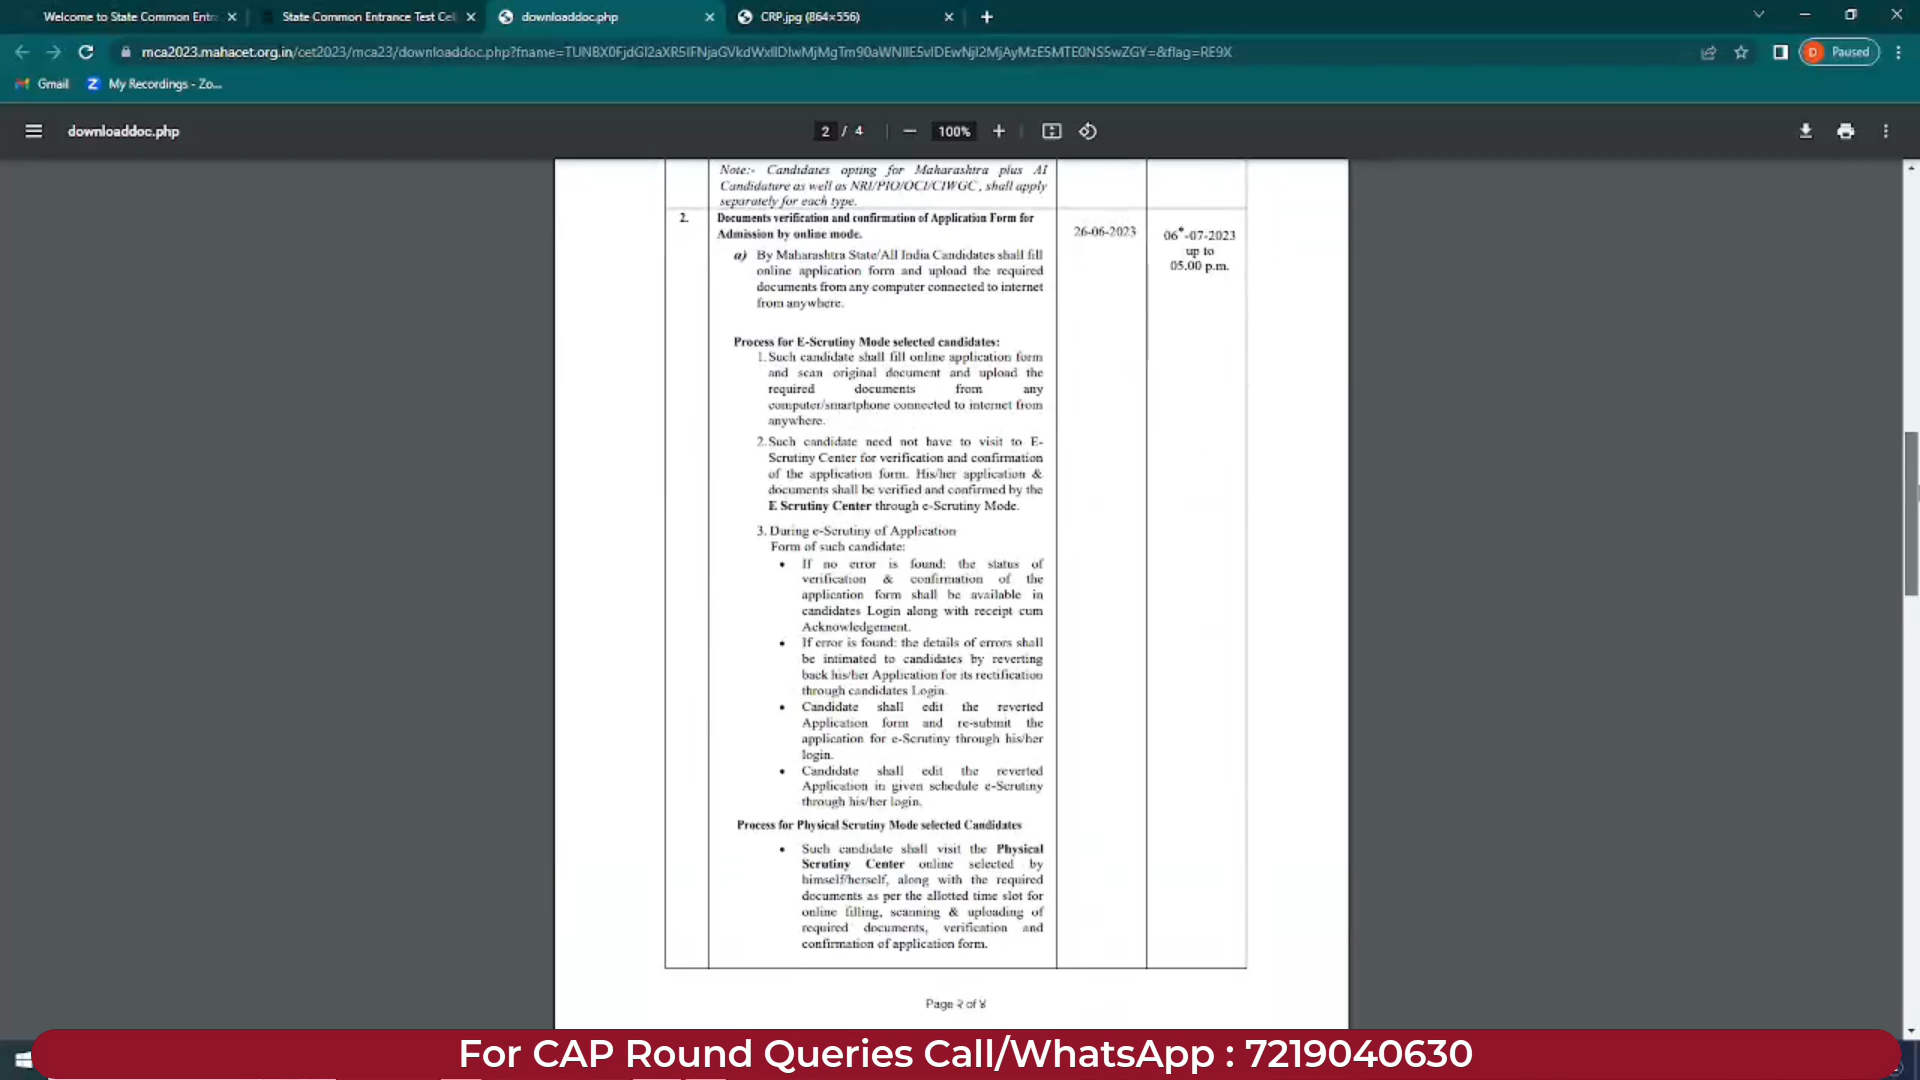 Welcome to State Common Entr
State Common Entrance Test Cel
downloaddoc.php
CRP.jpg (864×556)
Paused
Gmail
My Recordings - Zo...
downloaddoc.php
2 / 4
100%
Note:- Candidates opting for Maharashtra plus AI
Candidature as well as NRI/PIO/OCI/CIWGC, shall apply
separately for each type.
2. Documents verification and confirmation of Application Form for
Admission by online mode.
26-06-2023
06*-07-2023
up to
05.00 p.m.
a) By Maharashtra State/All India Candidates shall fill
online application form and upload the required
documents from any computer connected to internet
from anywhere.
Process for E-Scrutiny Mode selected candidates:
1. Such candidate shall fill online application form
and scan original document and upload the
required documents from any
computer/smartphone connected to internet from
anywhere.
2. Such candidate need not have to visit to E-
Scrutiny Center for verification and confirmation
of the application form. His/her application &
documents shall be verified and confirmed by the
E Scrutiny Center through e-Scrutiny Mode.
3. During e-Scrutiny of Application
Form of such candidate:
• If no error is found: the status of
verification & confirmation of the
application form shall be available in
candidates Login along with receipt cum
Acknowledgement.
• If error is found: the details of errors shall
be intimated to candidates by reverting
back his/her Application for its rectification
through candidates Login.
• Candidate shall edit the reverted
Application form and re-submit the
application for e-Scrutiny through his/her
login.
• Candidate shall edit the reverted
Application in given schedule e-Scrutiny
through his/her login.
Process for Physical Scrutiny Mode selected Candidates
• Such candidate shall visit the Physical
Scrutiny Center online selected by
himself/herself, along with the required
documents as per the allotted time slot for
online filling, scanning & uploading of
required documents, verification and
confirmation of application form.
Page २ of ४
For CAP Round Queries Call/WhatsApp : 7219040630